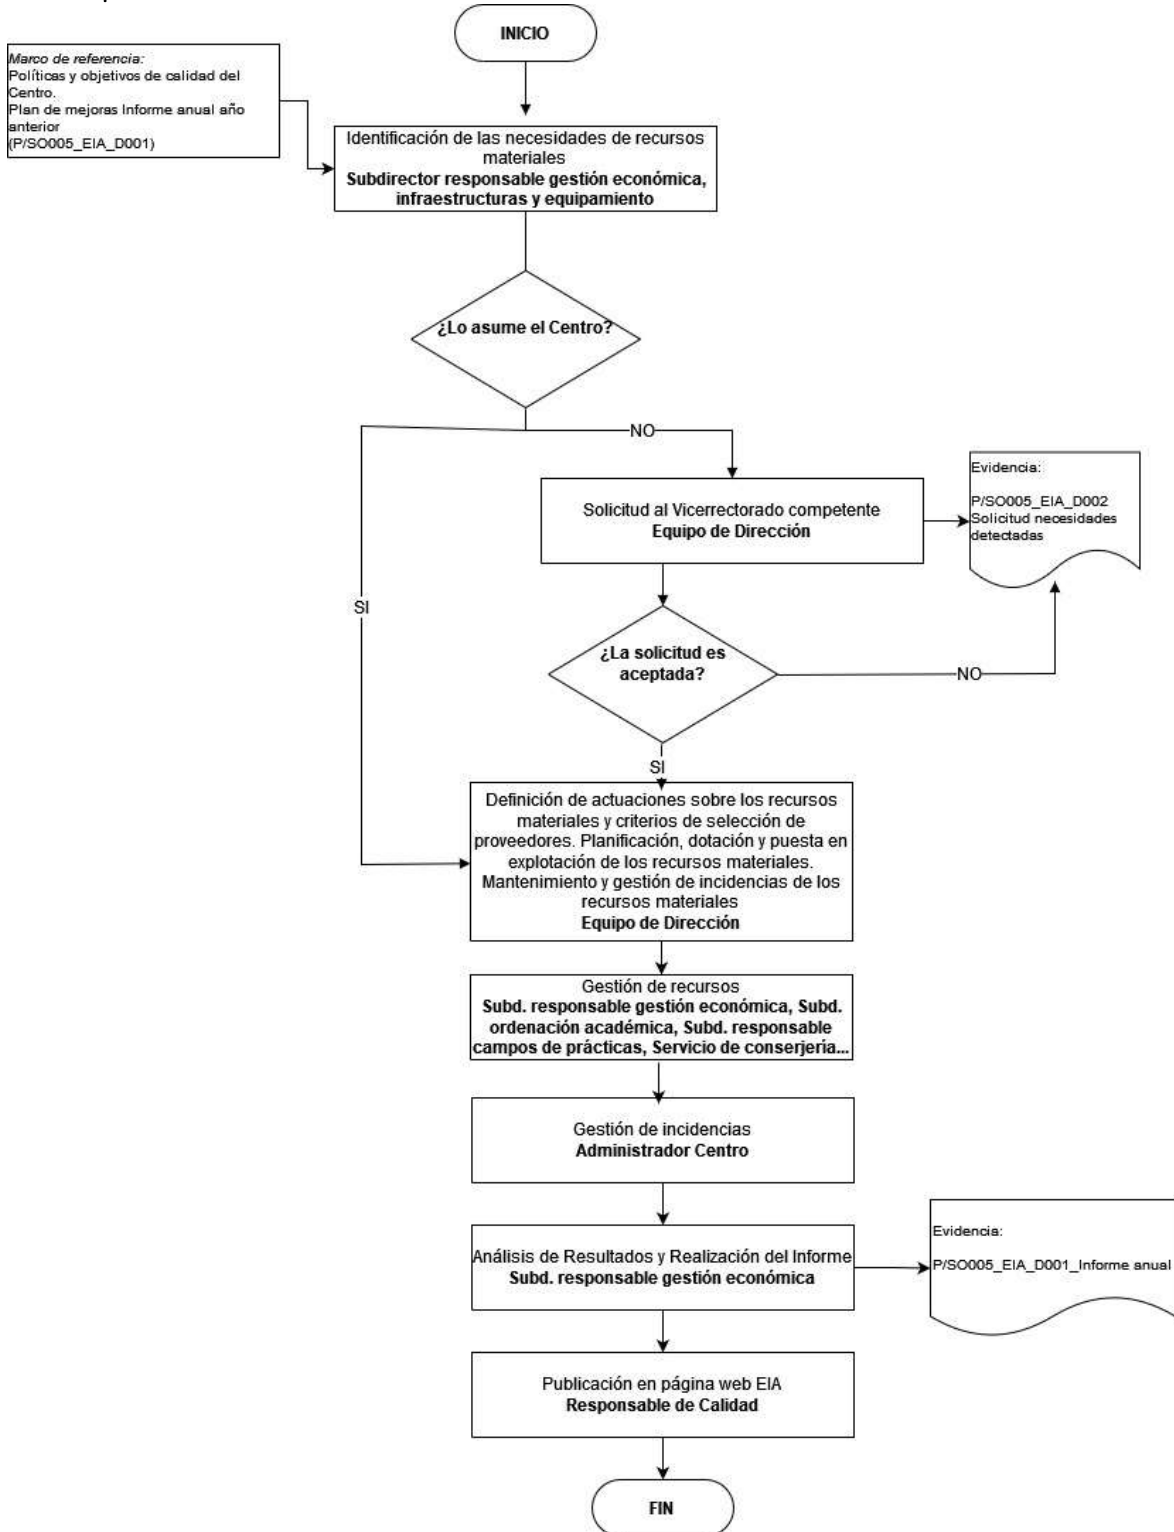 INICIO
Marco de referencia:
Políticas y objetivos de calidad del
Centro.
Plan de mejoras Informe anual año
anterior
(P/SO005_EIA_D001)
Identificación de las necesidades de recursos
materiales
Subdirector responsable gestión económica,
infraestructuras y equipamiento
¿Lo asume el Centro?
NO
Solicitud al Vicerrectorado competente
Equipo de Dirección
Evidencia:
P/SO005_EIA_D002
Solicitud necesidades
detectadas
SI
¿La solicitud es
aceptada?
NO
SI
Definición de actuaciones sobre los recursos
materiales y criterios de selección de
proveedores. Planificación, dotación y puesta en
explotación de los recursos materiales.
Mantenimiento y gestión de incidencias de los
recursos materiales
Equipo de Dirección
Gestión de recursos
Subd. responsable gestión económica, Subd.
ordenación académica, Subd. responsable
campos de prácticas, Servicio de conserjería...
Gestión de incidencias
Administrador Centro
Análisis de Resultados y Realización del Informe
Subd. responsable gestión económica
Evidencia:
P/SO005_EIA_D001_Informe anual
Publicación en página web EIA
Responsable de Calidad
FIN